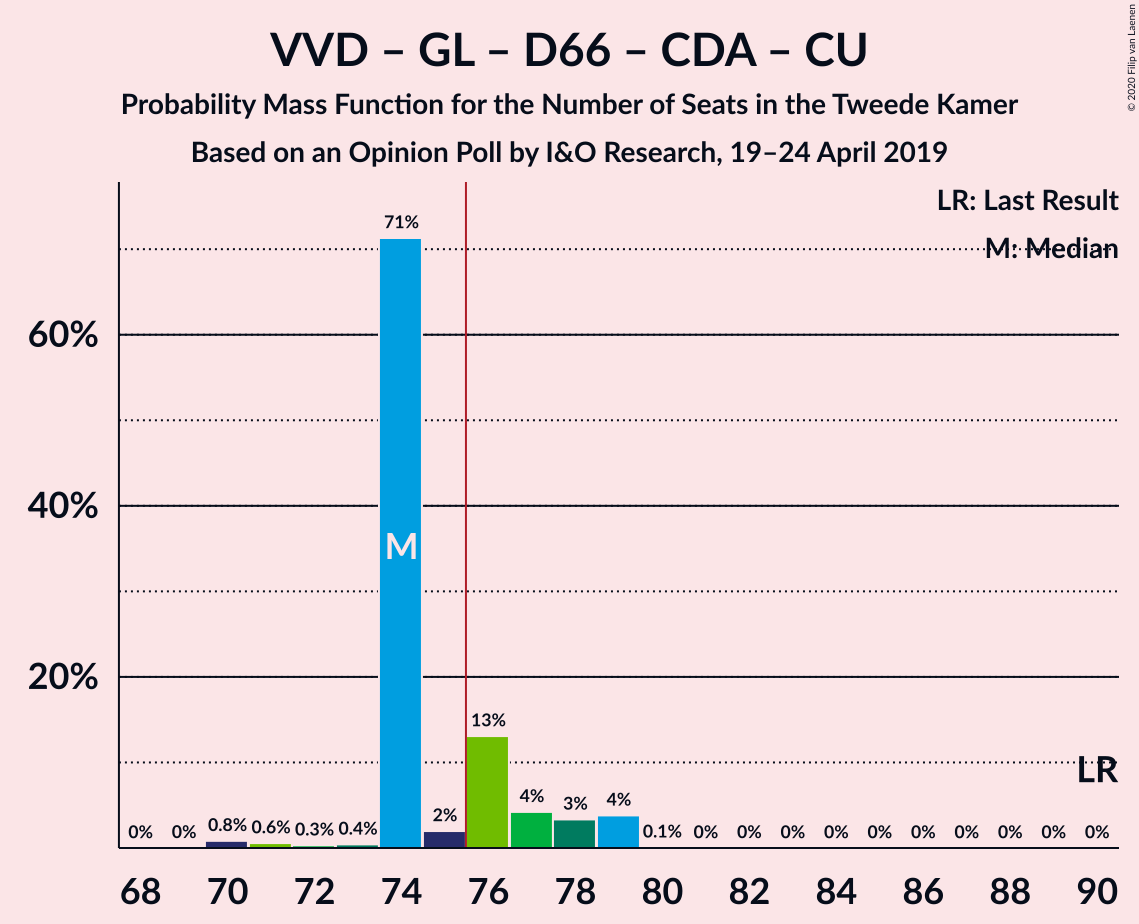 VVD – GL – D66 – CDA – CU
Probability Mass Function for the Number of Seats in the Tweede Kamer
Based on an Opinion Poll by I&O Research, 19–24 April 2019
© 2020 Filip van Laenen
LR: Last Result
M: Median
71%
60%
40%
M
20%
13%
LR
4%
3%
4%
2%
0% 0% 0.8% 0.6% 0.3% 0.4% 0.1% 0% 0% 0% 0% 0% 0% 0% 0% 0% 0%
68 70 72 74 76 78 80 82 84 86 88 90